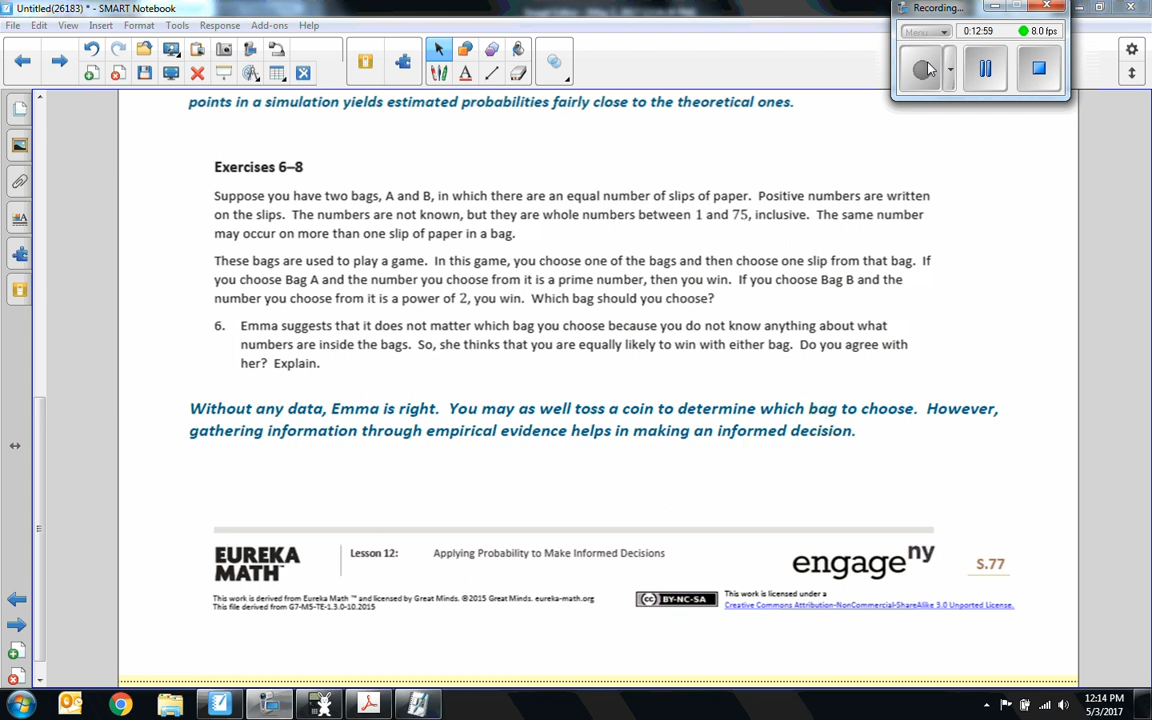 Untitled(26183) * - SMART Notebook
Recording...
File Edit View Insert Format Tools Response Add-ons Help
Menu 0:12:59 8.0 fps
points in a simulation yields estimated probabilities fairly close to the theoretical ones.
Exercises 6–8
Suppose you have two bags, A and B, in which there are an equal number of slips of paper. Positive numbers are written
on the slips. The numbers are not known, but they are whole numbers between 1 and 75, inclusive. The same number
may occur on more than one slip of paper in a bag.
These bags are used to play a game. In this game, you choose one of the bags and then choose one slip from that bag. If
you choose Bag A and the number you choose from it is a prime number, then you win. If you choose Bag B and the
number you choose from it is a power of 2, you win. Which bag should you choose?
6. Emma suggests that it does not matter which bag you choose because you do not know anything about what
numbers are inside the bags. So, she thinks that you are equally likely to win with either bag. Do you agree with
her? Explain.
Without any data, Emma is right. You may as well toss a coin to determine which bag to choose. However,
gathering information through empirical evidence helps in making an informed decision.
EUREKA
MATH™
Lesson 12: Applying Probability to Make Informed Decisions
engageny
S.77
This work is derived from Eureka Math ™ and licensed by Great Minds. ©2015 Great Minds. eureka-math.org
This file derived from G7-M5-TE-1.3.0-10.2015
cc BY-NC-SA
This work is licensed under a
Creative Commons Attribution-NonCommercial-ShareAlike 3.0 Unported License.
12:14 PM
5/3/2017